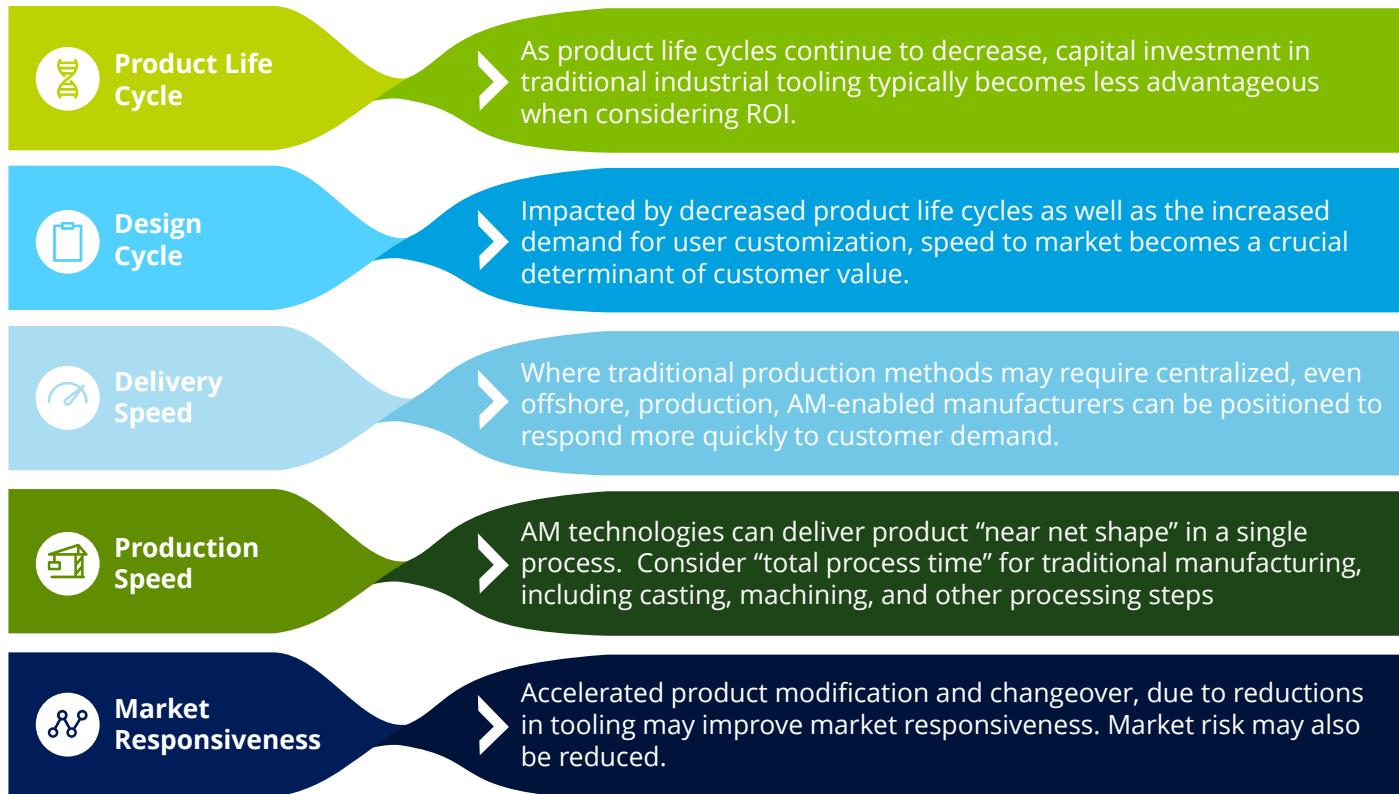 Product Life
Cycle
As product life cycles continue to decrease, capital investment in
traditional industrial tooling typically becomes less advantageous
when considering ROI.
Design
Cycle
Impacted by decreased product life cycles as well as the increased
demand for user customization, speed to market becomes a crucial
determinant of customer value.
Delivery
Speed
Where traditional production methods may require centralized, even
offshore, production, AM-enabled manufacturers can be positioned to
respond more quickly to customer demand.
Production
Speed
AM technologies can deliver product “near net shape” in a single
process.  Consider “total process time” for traditional manufacturing,
including casting, machining, and other processing steps
Market
Responsiveness
Accelerated product modification and changeover, due to reductions
in tooling may improve market responsiveness. Market risk may also
be reduced.